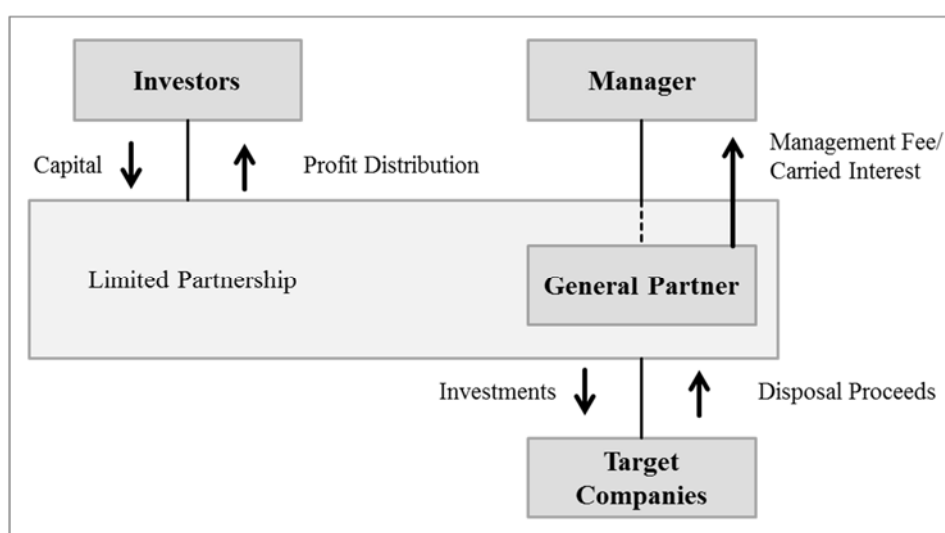 Investors
Manager
Capital
Profit Distribution
Management Fee/
Carried Interest
Limited Partnership
General Partner
Investments
Disposal Proceeds
Target
Companies